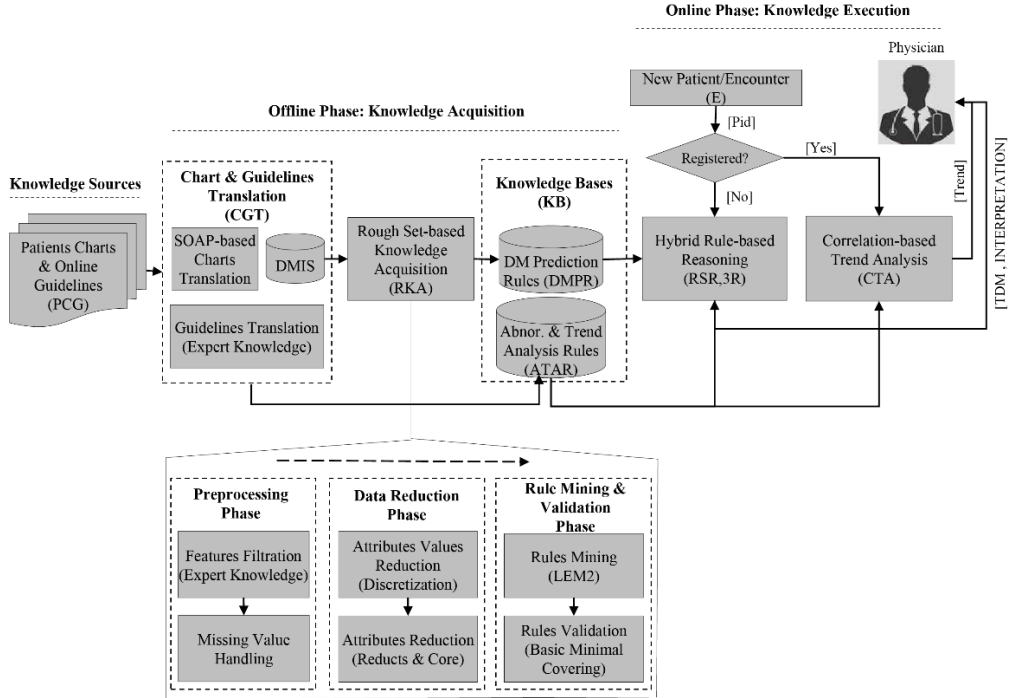 Online Phase: Knowledge Execution
Physician
New Patient/Encounter
(E)
[Pid]
Registered?
[Yes]
[No]
[Trend]
[TDM , INTERPRETATION]
Offline Phase: Knowledge Acquisition
Knowledge Sources
Patients Charts
& Online
Guidelines
(PCG)
Chart & Guidelines
Translation
(CGT)
SOAP-based
Charts
Translation
DMIS
Guidelines Translation
(Expert Knowledge)
Rough Set-based
Knowledge
Acquisition
(RKA)
Knowledge Bases
(KB)
DM Prediction
Rules (DMPR)
Abnor. & Trend
Analysis Rules
(ATAR)
Hybrid Rule-based
Reasoning
(RSR,3R)
Correlation-based
Trend Analysis
(CTA)
Preprocessing
Phase
Features Filtration
(Expert Knowledge)
Missing Value
Handling
Data Reduction
Phase
Attributes Values
Reduction
(Discretization)
Attributes Reduction
(Reducts & Core)
Rule Mining &
Validation
Phase
Rules Mining
(LEM2)
Rules Validation
(Basic Minimal
Covering)